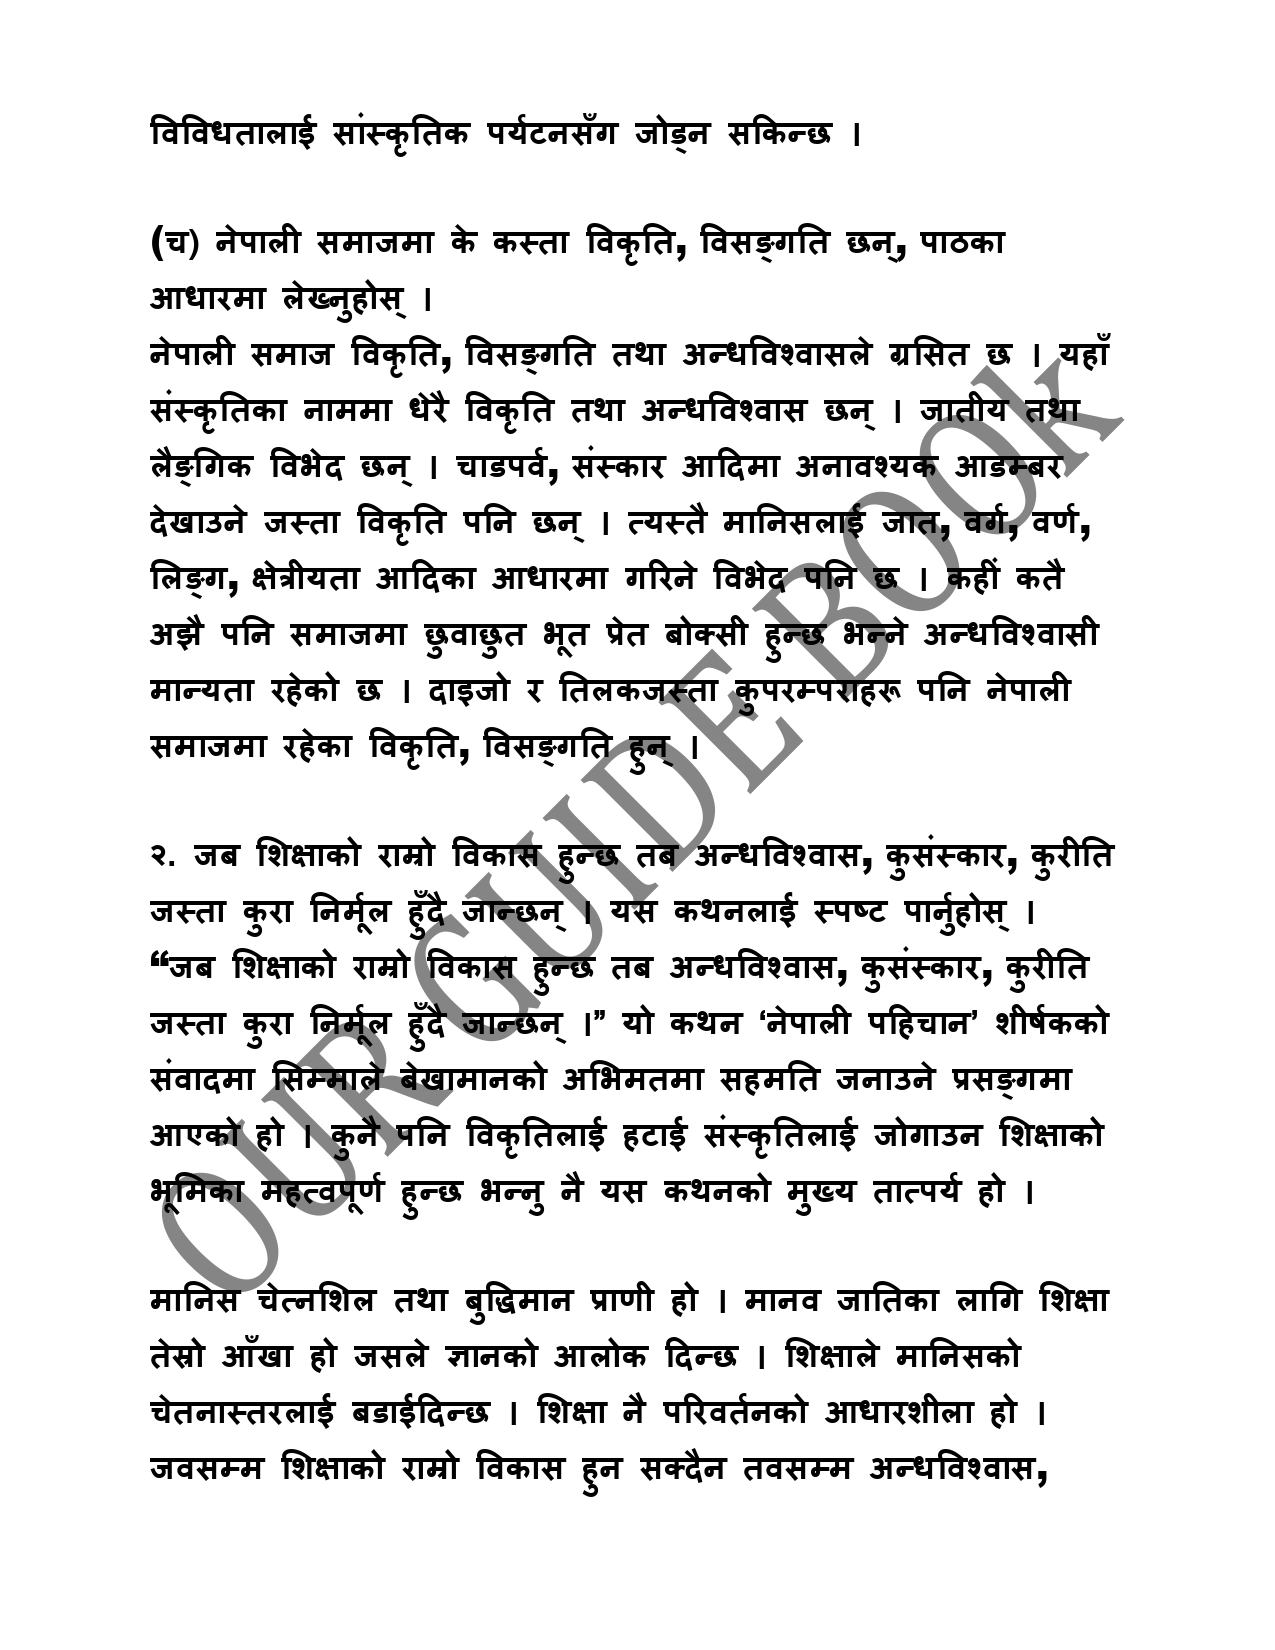 विविधतालाई सांस्कृतिक पर्यटनसँग जोड्न सकिन्छ ।
(च) नेपाली समाजमा के कस्ता विकृति, विसङ्गति छन्, पाठका
आधारमा लेख्नुहोस् ।
नेपाली समाज विकृति, विसङ्गति तथा अन्धविश्वासले ग्रसित छ । यहाँ
संस्कृतिका नाममा धेरै विकृति तथा अन्धविश्वास छन् । जातीय तथा
लैङ्गिक विभेद छन् । चाडपर्व, संस्कार आदिमा अनावश्यक आडम्बर
देखाउने जस्ता विकृति पनि छन् । त्यस्तै मानिसलाई जात, वर्ग, वर्ण,
लिङ्ग, क्षेत्रीयता आदिका आधारमा गरिने विभेद पनि छ । कहीं कतै
अझै पनि समाजमा छुवाछुत भूत प्रेत बोक्सी हुन्छ भन्ने अन्धविश्वासी
मान्यता रहेको छ । दाइजो र तिलकजस्ता कुपरम्पराहरू पनि नेपाली
समाजमा रहेका विकृति, विसङ्गति हुन् ।
२. जब शिक्षाको राम्रो विकास हुन्छ तब अन्धविश्वास, कुसंस्कार, कुरीति
जस्ता कुरा निर्मूल हुँदै जान्छन् । यस कथनलाई स्पष्ट पार्नुहोस् ।
“जब शिक्षाको राम्रो विकास हुन्छ तब अन्धविश्वास, कुसंस्कार, कुरीति
जस्ता कुरा निर्मूल हुँदै जान्छन् ।” यो कथन ‘नेपाली पहिचान’ शीर्षकको
संवादमा सिम्माले बेखामानको अभिमतमा सहमति जनाउने प्रसङ्गमा
आएको हो । कुनै पनि विकृतिलाई हटाई संस्कृतिलाई जोगाउन शिक्षाको
भूमिका महत्वपूर्ण हुन्छ भन्नु नै यस कथनको मुख्य तात्पर्य हो ।
मानिस चेत्नशिल तथा बुद्धिमान प्राणी हो । मानव जातिका लागि शिक्षा
तेस्रो आँखा हो जसले ज्ञानको आलोक दिन्छ । शिक्षाले मानिसको
चेतनास्तरलाई बडाईदिन्छ । शिक्षा नै परिवर्तनको आधारशीला हो ।
जवसम्म शिक्षाको राम्रो विकास हुन सक्दैन तवसम्म अन्धविश्वास,
OUR GUIDE BOOK